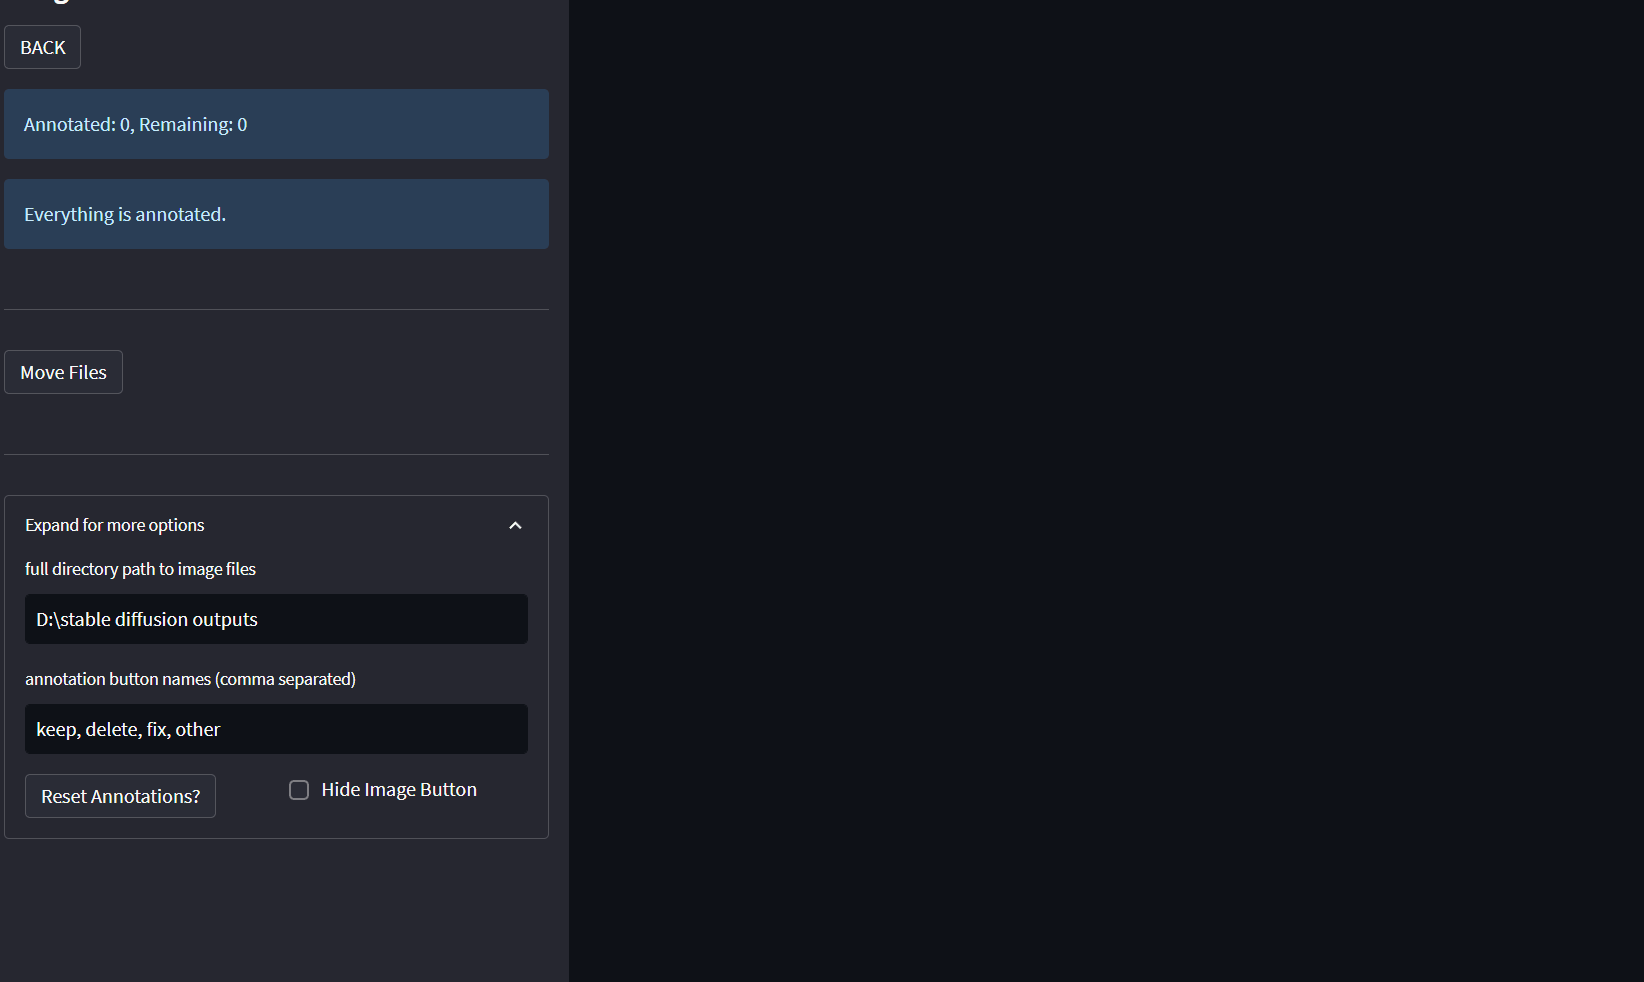 BACK
Annotated: 0, Remaining: 0
Everything is annotated.
Move Files
Expand for more options
full directory path to image files
D:\stable diffusion outputs
annotation button names (comma separated)
keep, delete, fix, other
Reset Annotations?
Hide Image Button